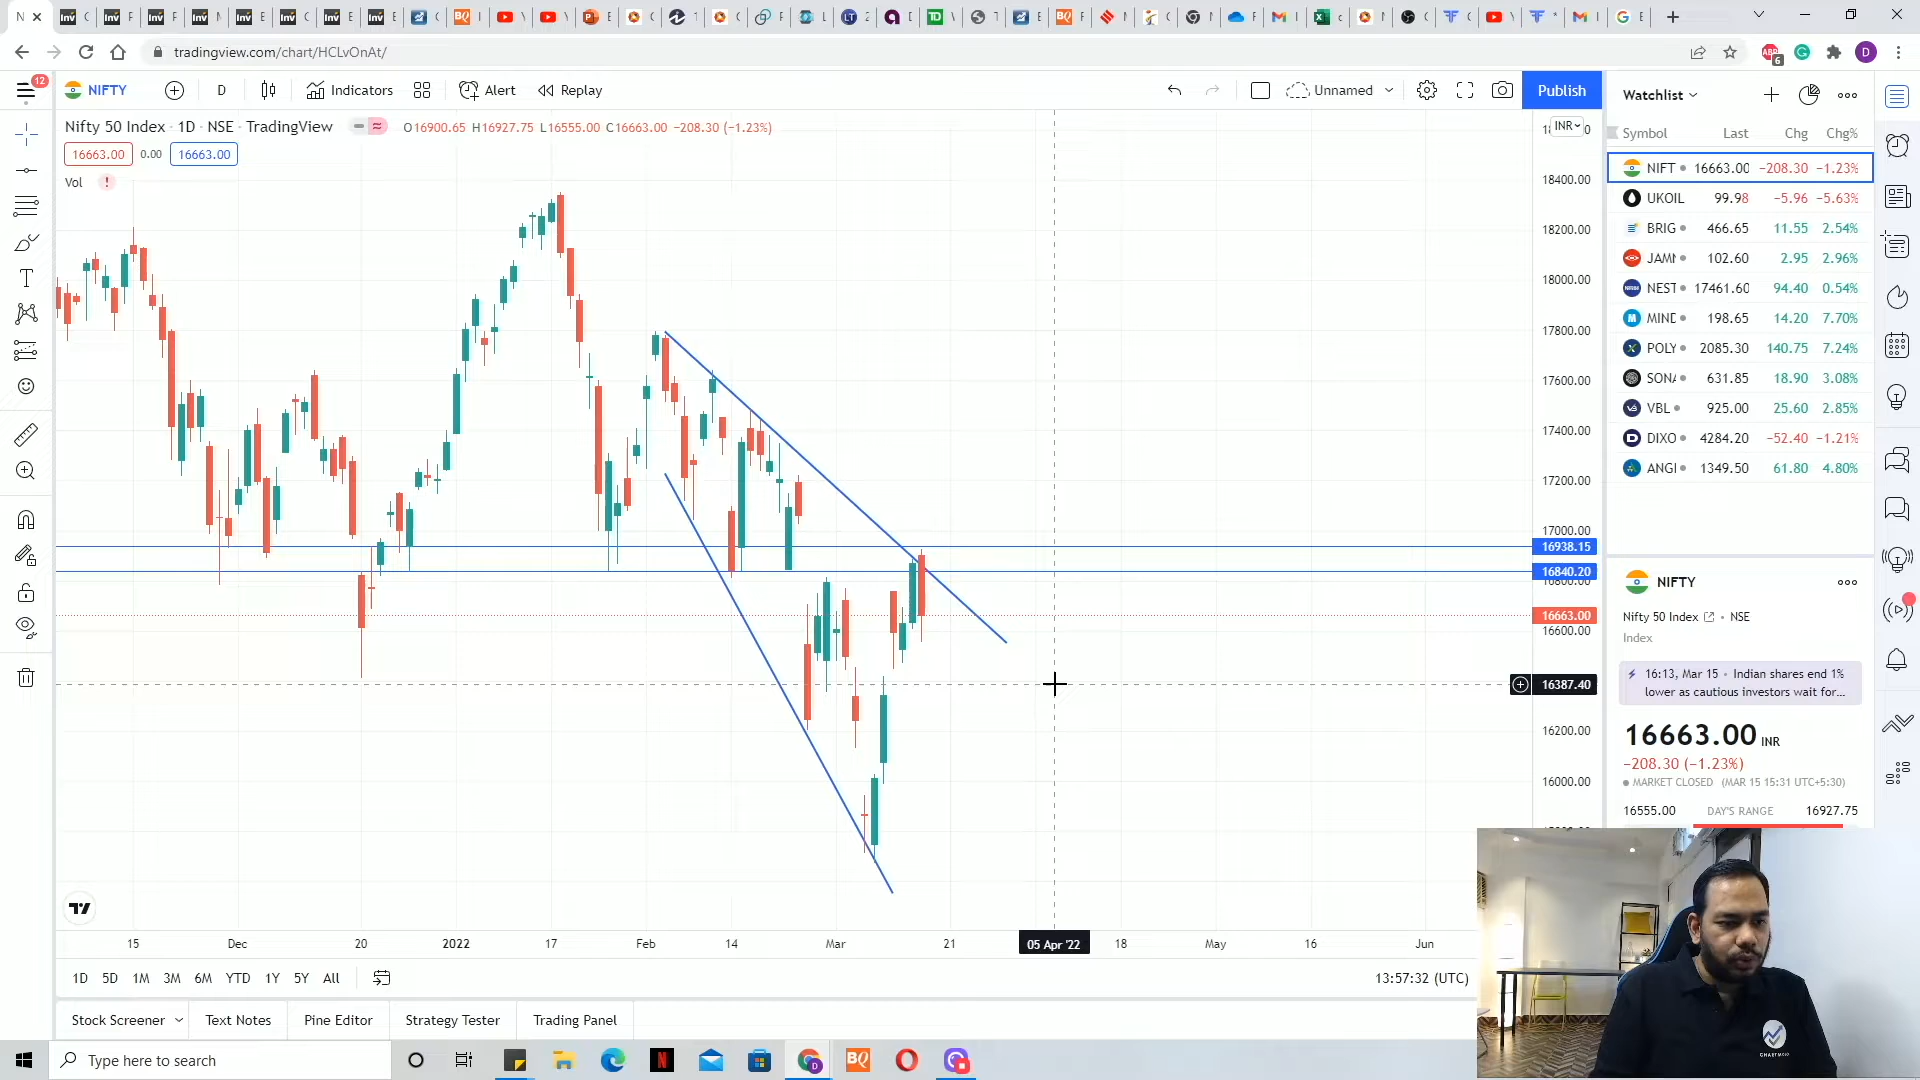 tradingview.com/chart/HCLvOnAt/
12
NIFTY
D
Indicators
Alert
Replay
Unnamed
Publish
Nifty 50 Index · 1D · NSE · TradingView
O16900.65 H16927.75 L16555.00 C16663.00 −208.30 (−1.23%)
16663.00 0.00 16663.00
Vol
INR
18400.00
18200.00
18000.00
17800.00
17600.00
17400.00
17200.00
17000.00
16938.15
16840.20
16800.00
16663.00
16600.00
16387.40
16200.00
16000.00
15 Dec 20 2022 17 Feb 14 Mar 21 05 Apr '22 18 May 16 Jun
1D 5D 1M 3M 6M YTD 1Y 5Y All
13:57:32 (UTC)
Stock Screener Text Notes Pine Editor Strategy Tester Trading Panel
Watchlist
Symbol Last Chg Chg%
NIFT 16663.00 −208.30 −1.23%
UKOIL 99.98 −5.96 −5.63%
BRIG 466.65 11.55 2.54%
JAMN 102.60 2.95 2.96%
NEST 17461.60 94.40 0.54%
MIND 198.65 14.20 7.70%
POLY 2085.30 140.75 7.24%
SONA 631.85 18.90 3.08%
VBL 925.00 25.60 2.85%
DIXO 4284.20 −52.40 −1.21%
ANGI 1349.50 61.80 4.80%
NIFTY
Nifty 50 Index · NSE
Index
16:13, Mar 15 · Indian shares end 1%
lower as cautious investors wait for...
16663.00 INR
−208.30 (−1.23%)
MARKET CLOSED (MAR 15 15:31 UTC+5:30)
16555.00 DAY'S RANGE 16927.75
Type here to search
BQ